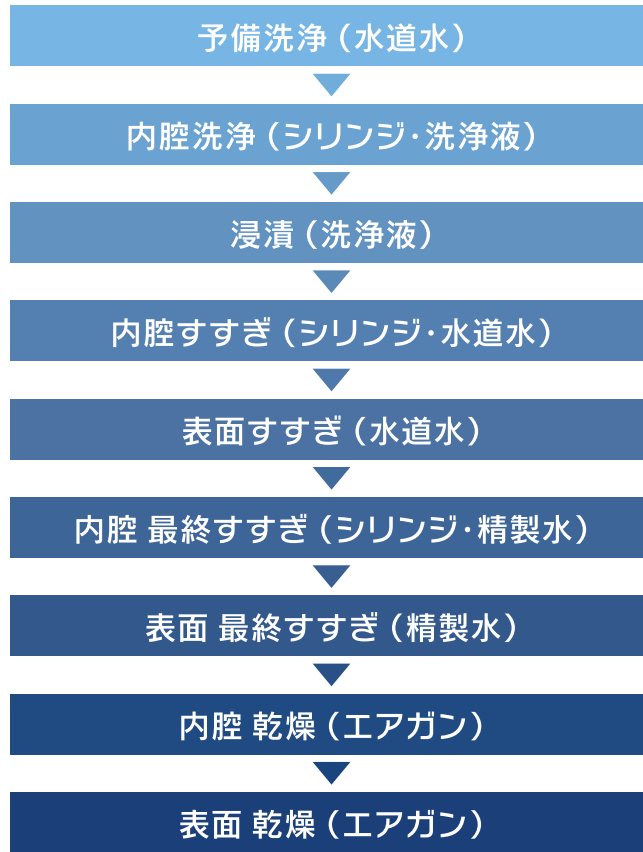 予備洗浄（水道水）
内腔洗浄（シリンジ・洗浄液）
浸漬（洗浄液）
内腔すすぎ（シリンジ・水道水）
表面すすぎ（水道水）
内腔 最終すすぎ（シリンジ・精製水）
表面 最終すすぎ（精製水）
内腔 乾燥（エアガン）
表面 乾燥（エアガン）